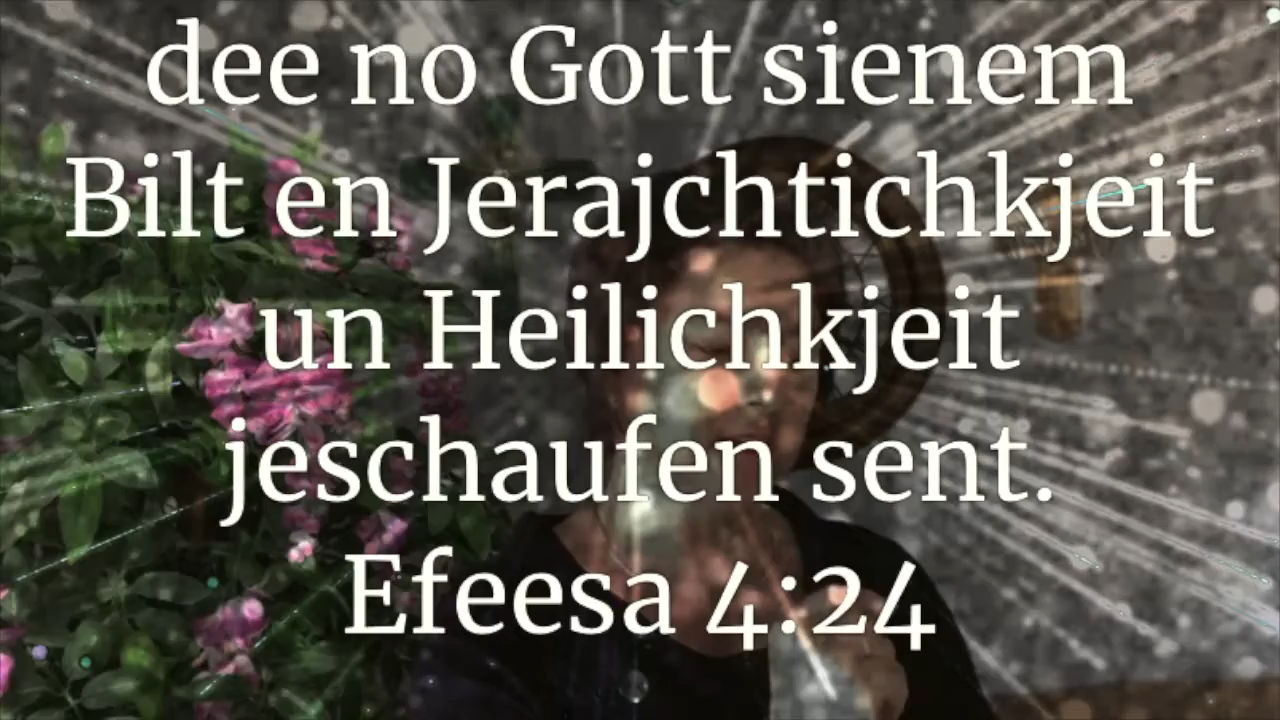 dee no Gott sienem
Bilt en Jerajchtichkjeit
un Heilichkjeit
jeschaufen sent.
Efeesa 4:24